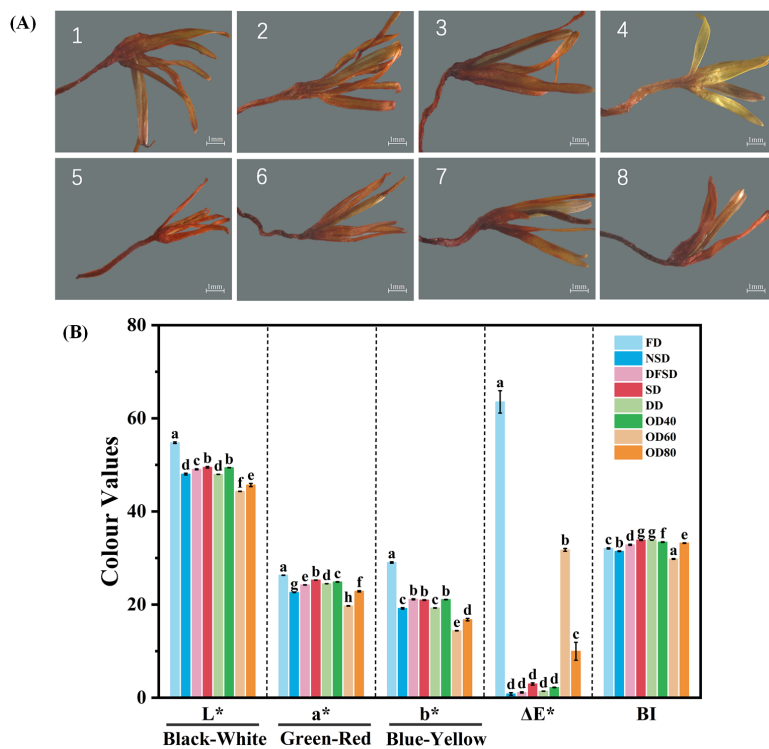 (A)
1
2
3
4
1mm
1mm
1mm
1mm
5
6
7
8
1mm
1mm
1mm
1mm
(B)
80
60
40
20
0
Colour Values
FD
NSD
DFSD
SD
DD
OD40
OD60
OD80
a d c b d b f e
a g e b d c h f
a c b b c b e d
a d d d d d b c
c b d g g f a e
L* a* b* ΔE* BI
Black-White Green-Red Blue-Yellow